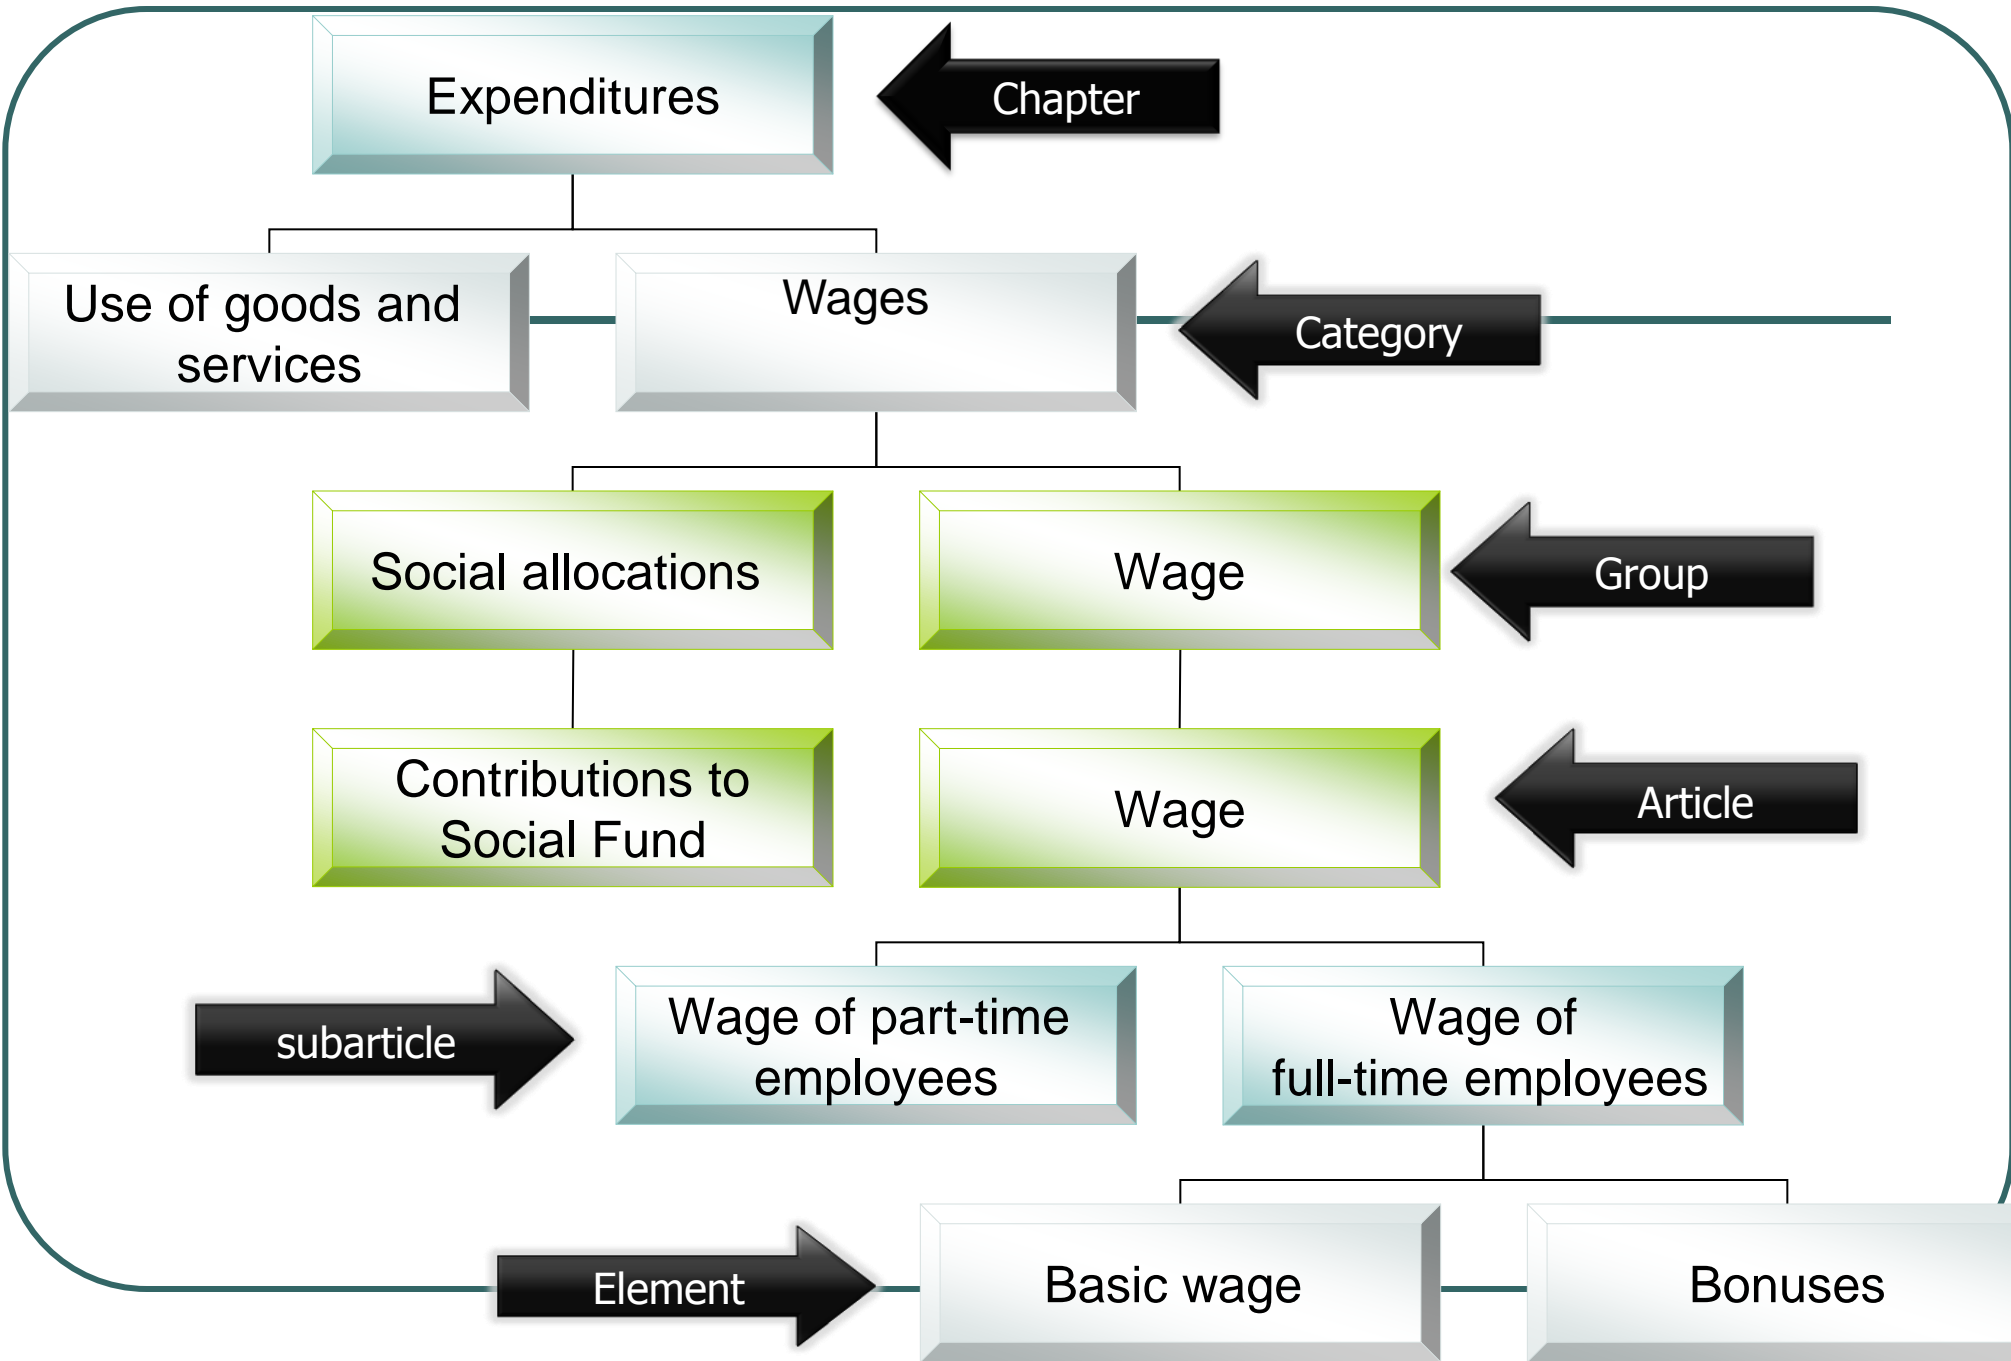 Expenditures
Chapter
Use of goods and
services
Wages
Category
Social allocations
Wage
Group
Contributions to
Social Fund
Wage
Article
subarticle
Wage of part-time
employees
Wage of
full-time employees
Element
Basic wage
Bonuses